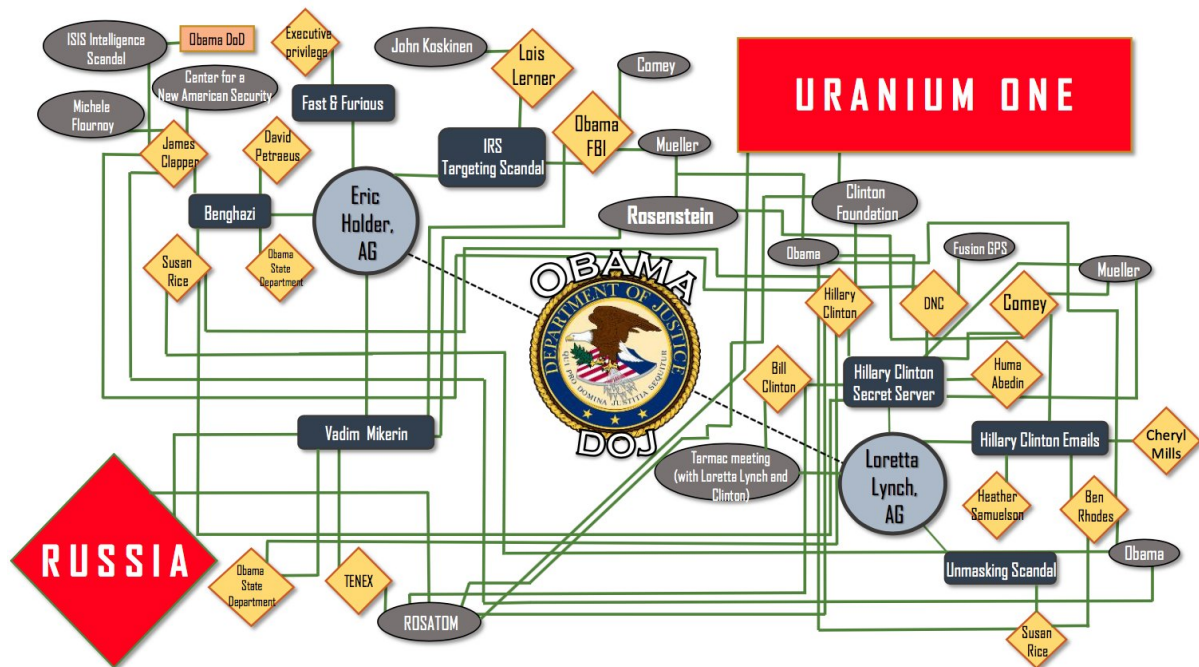 ISIS Intelligence
Scandal
Obama DoD
Executive
privilege
John Koskinen
Lois
Lerner
Comey
URANIUM ONE
Center for a
New American Security
Michele
Flournoy
Fast & Furious
James
Clapper
David
Petraeus
IRS
Targeting Scandal
Obama
FBI
Mueller
Benghazi
Eric
Holder,
AG
Rosenstein
Clinton
Foundation
Susan
Rice
Obama
State
Department
Obama
Fusion GPS
Mueller
OBAMA
DEPARTMENT OF JUSTICE
QUI PRO DOMINA JUSTITIA SEQUITUR
DOJ
Hillary
Clinton
DNC
Comey
Bill
Clinton
Hillary Clinton
Secret Server
Huma
Abedin
Vadim Mikerin
Hillary Clinton Emails
Cheryl
Mills
Tarmac meeting
(with Loretta Lynch and
Clinton)
Loretta
Lynch,
AG
Heather
Samuelson
Ben
Rhodes
RUSSIA
Obama
State
Department
TENEX
ROSATOM
Unmasking Scandal
Obama
Susan
Rice